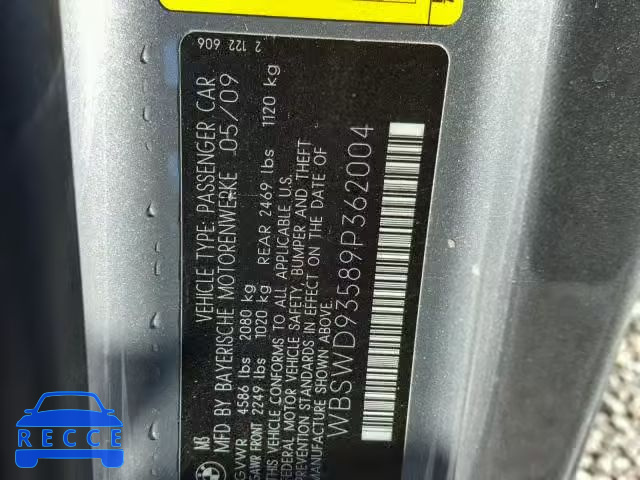 2 122 606
VEHICLE TYPE: PASSENGER CAR
MFD BY BAYERISCHE MOTORENWERKE 05/09
GVWR 4586 lbs 2080 kg
GAWR FRONT 2249 lbs 1020 kg REAR 2469 lbs 1120 kg
THIS VEHICLE CONFORMS TO ALL APPLICABLE U.S.
FEDERAL MOTOR VEHICLE SAFETY, BUMPER AND THEFT
PREVENTION STANDARDS IN EFFECT ON THE DATE OF
MANUFACTURE SHOWN ABOVE.
WBSWD93589P362004
RECCE